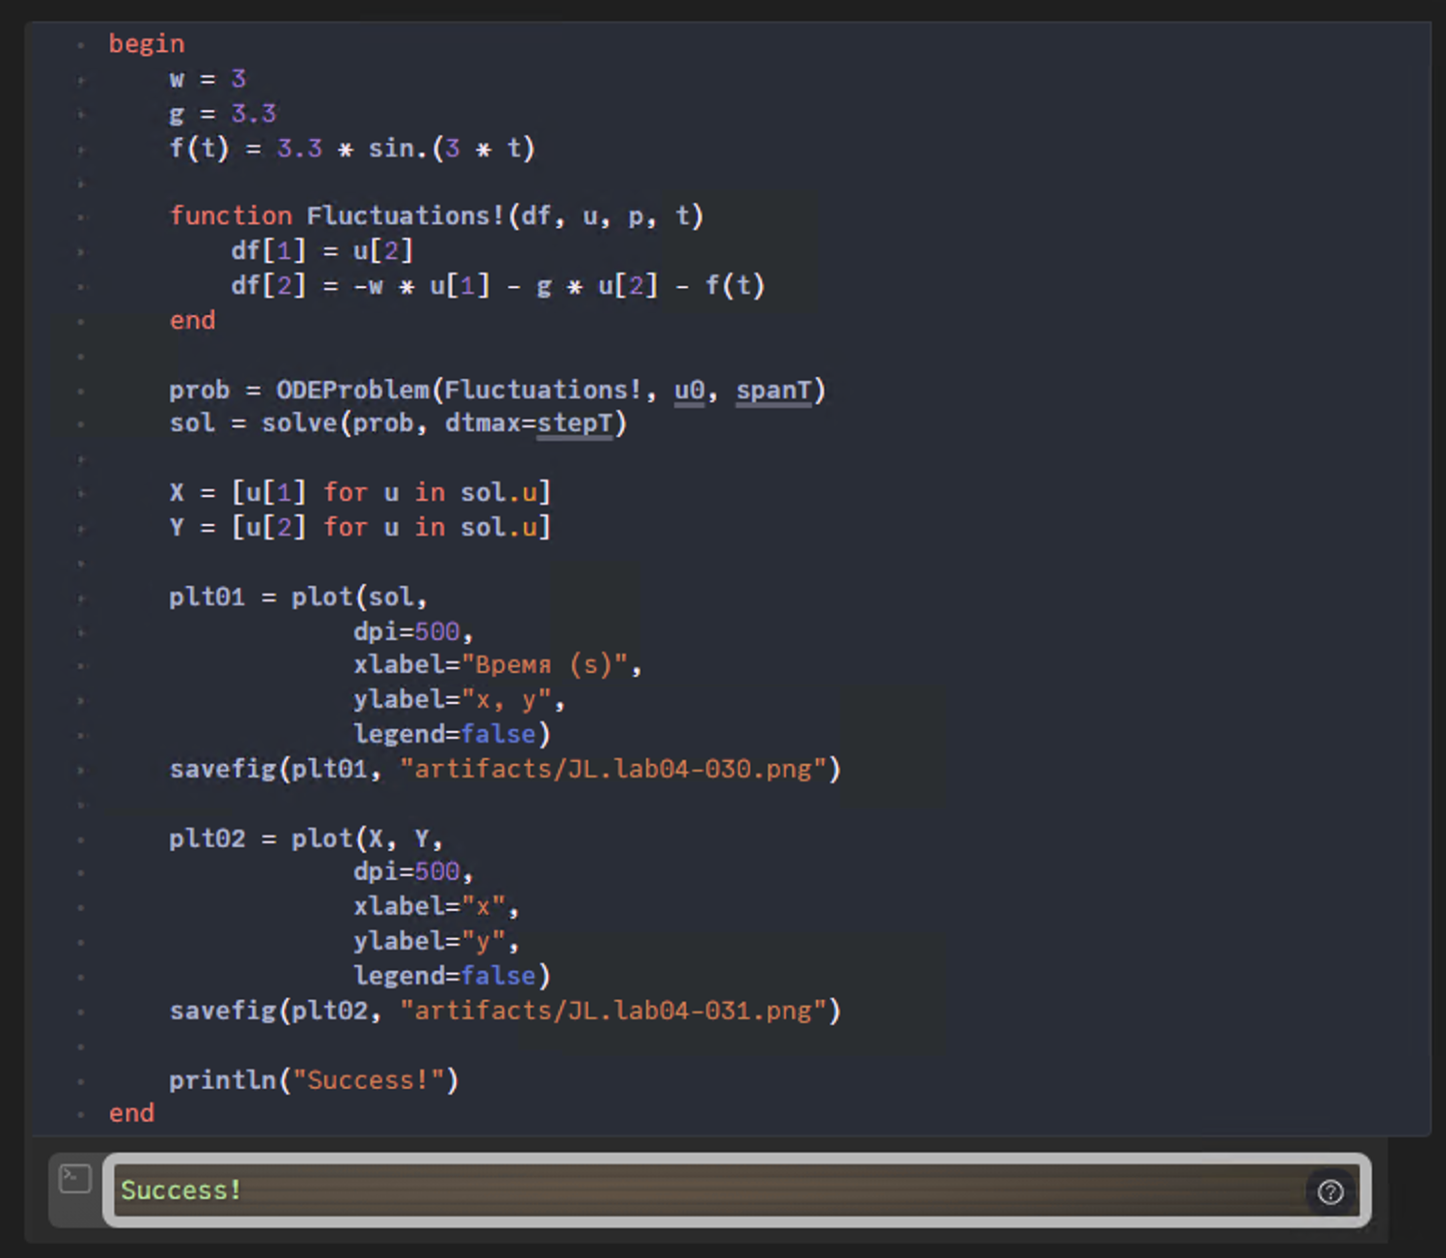 begin
    w = 3
    g = 3.3
    f(t) = 3.3 * sin.(3 * t)
    function Fluctuations!(df, u, p, t)
        df[1] = u[2]
        df[2] = -w * u[1] - g * u[2] - f(t)
    end
    prob = ODEProblem(Fluctuations!, u0, spanT)
    sol = solve(prob, dtmax=stepT)
    X = [u[1] for u in sol.u]
    Y = [u[2] for u in sol.u]
    plt01 = plot(sol,
                dpi=500,
                xlabel="Время (s)",
                ylabel="x, y",
                legend=false)
    savefig(plt01, "artifacts/JL.lab04-030.png")
    plt02 = plot(X, Y,
                dpi=500,
                xlabel="x",
                ylabel="y",
                legend=false)
    savefig(plt02, "artifacts/JL.lab04-031.png")
    println("Success!")
end
Success!